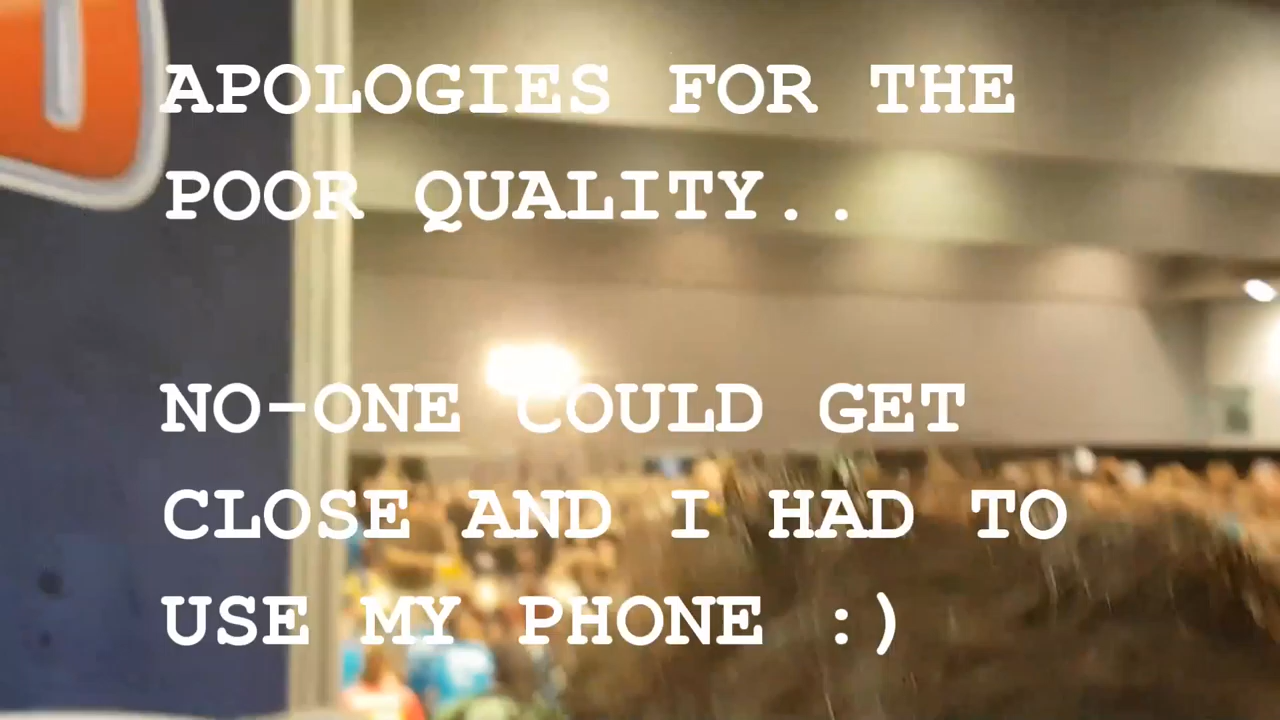 APOLOGIES FOR THE
POOR QUALITY..
NO-ONE COULD GET
CLOSE AND I HAD TO
USE MY PHONE :)